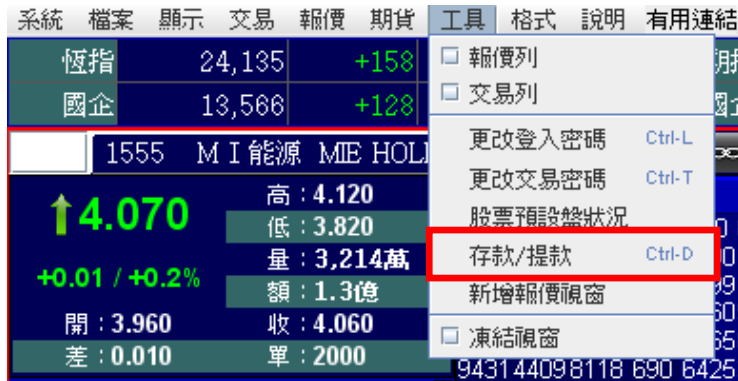 系統 檔案 顯示 交易 報價 期貨 工具 格式 說明 有用連結
恆指 24,135 +158
國企 13,566 +128
報價列
交易列
更改登入密碼 Ctrl-L
更改交易密碼 Ctrl-T
股票預設盤狀況
存款/提款 Ctrl-D
新增報價視窗
凍結視窗
1555 M I 能源 MIE HOL
4.070
+0.01 / +0.2%
高 : 4.120
低 : 3.820
量 : 3,214萬
額 : 1.3億
開 : 3.960 收 : 4.060
差 : 0.010 單 : 2000
9431 4409 8118 690 6425